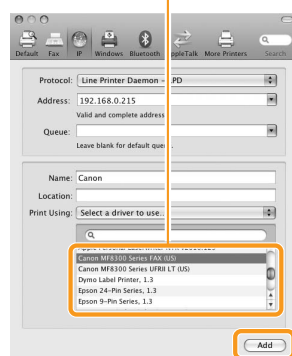 Default Fax IP Windows Bluetooth AppleTalk More Printers Search
Protocol: Line Printer Daemon - LPD
Address: 192.168.0.215
Valid and complete address
Queue:
Leave blank for default queue.
Name: Canon
Location:
Print Using: Select a driver to use...
Canon MF8300 Series FAX (US)
Canon MF8300 Series UFRII LT (US)
Dymo Label Printer, 1.3
Epson 24-Pin Series, 1.3
Epson 9-Pin Series, 1.3
Add